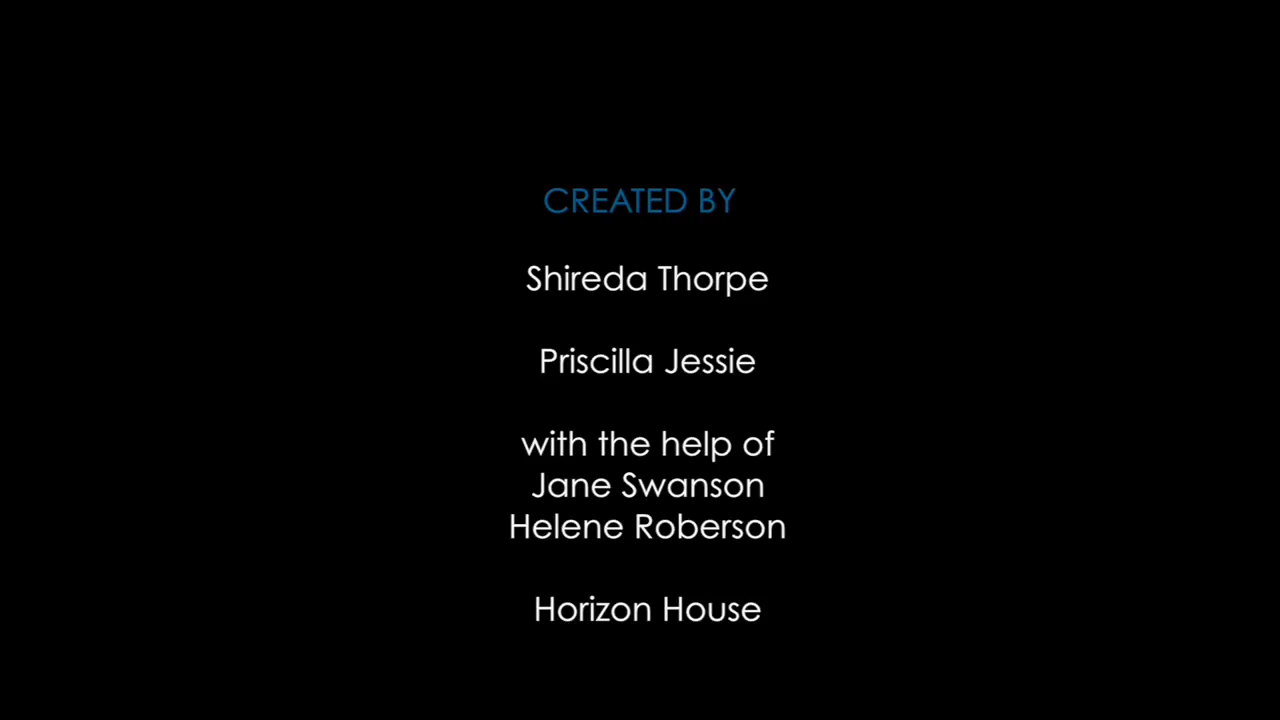 CREATED BY
Shireda Thorpe
Priscilla Jessie
with the help of
Jane Swanson
Helene Roberson
Horizon House